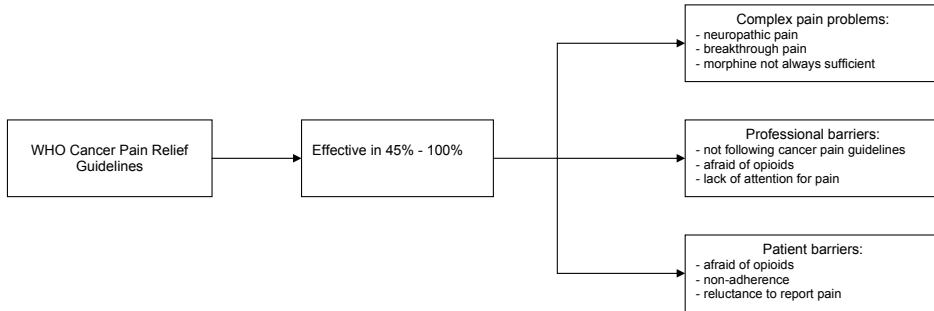 WHO Cancer Pain Relief
Guidelines
Effective in 45% - 100%
Complex pain problems:
- neuropathic pain
- breakthrough pain
- morphine not always sufficient
Professional barriers:
- not following cancer pain guidelines
- afraid of opioids
- lack of attention for pain
Patient barriers:
- afraid of opioids
- non-adherence
- reluctance to report pain